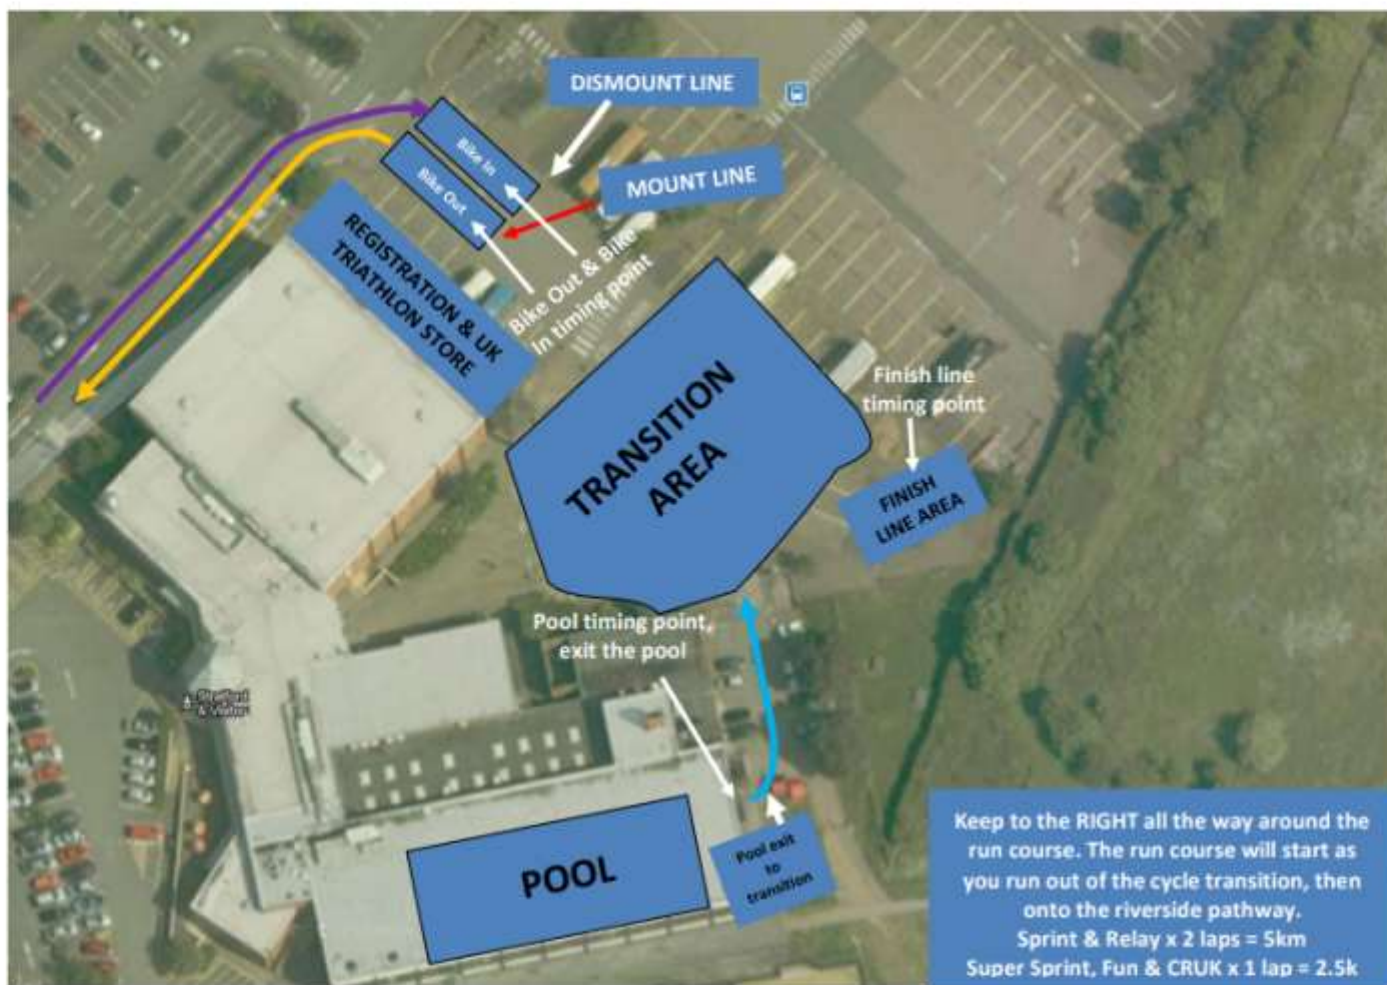 DISMOUNT LINE
Bike In
Bike Out
MOUNT LINE
REGISTRATION & UK
TRIATHLON STORE
Bike Out & Bike
In timing point
TRANSITION
AREA
Finish line
timing point
FINISH
LINE AREA
Pool timing point,
exit the pool
Stratford
& Visitor
POOL
Pool exit
to
transition
Keep to the RIGHT all the way around the
run course. The run course will start as
you run out of the cycle transition, then
onto the riverside pathway.
Sprint & Relay x 2 laps = 5km
Super Sprint, Fun & CRUK x 1 lap = 2.5k